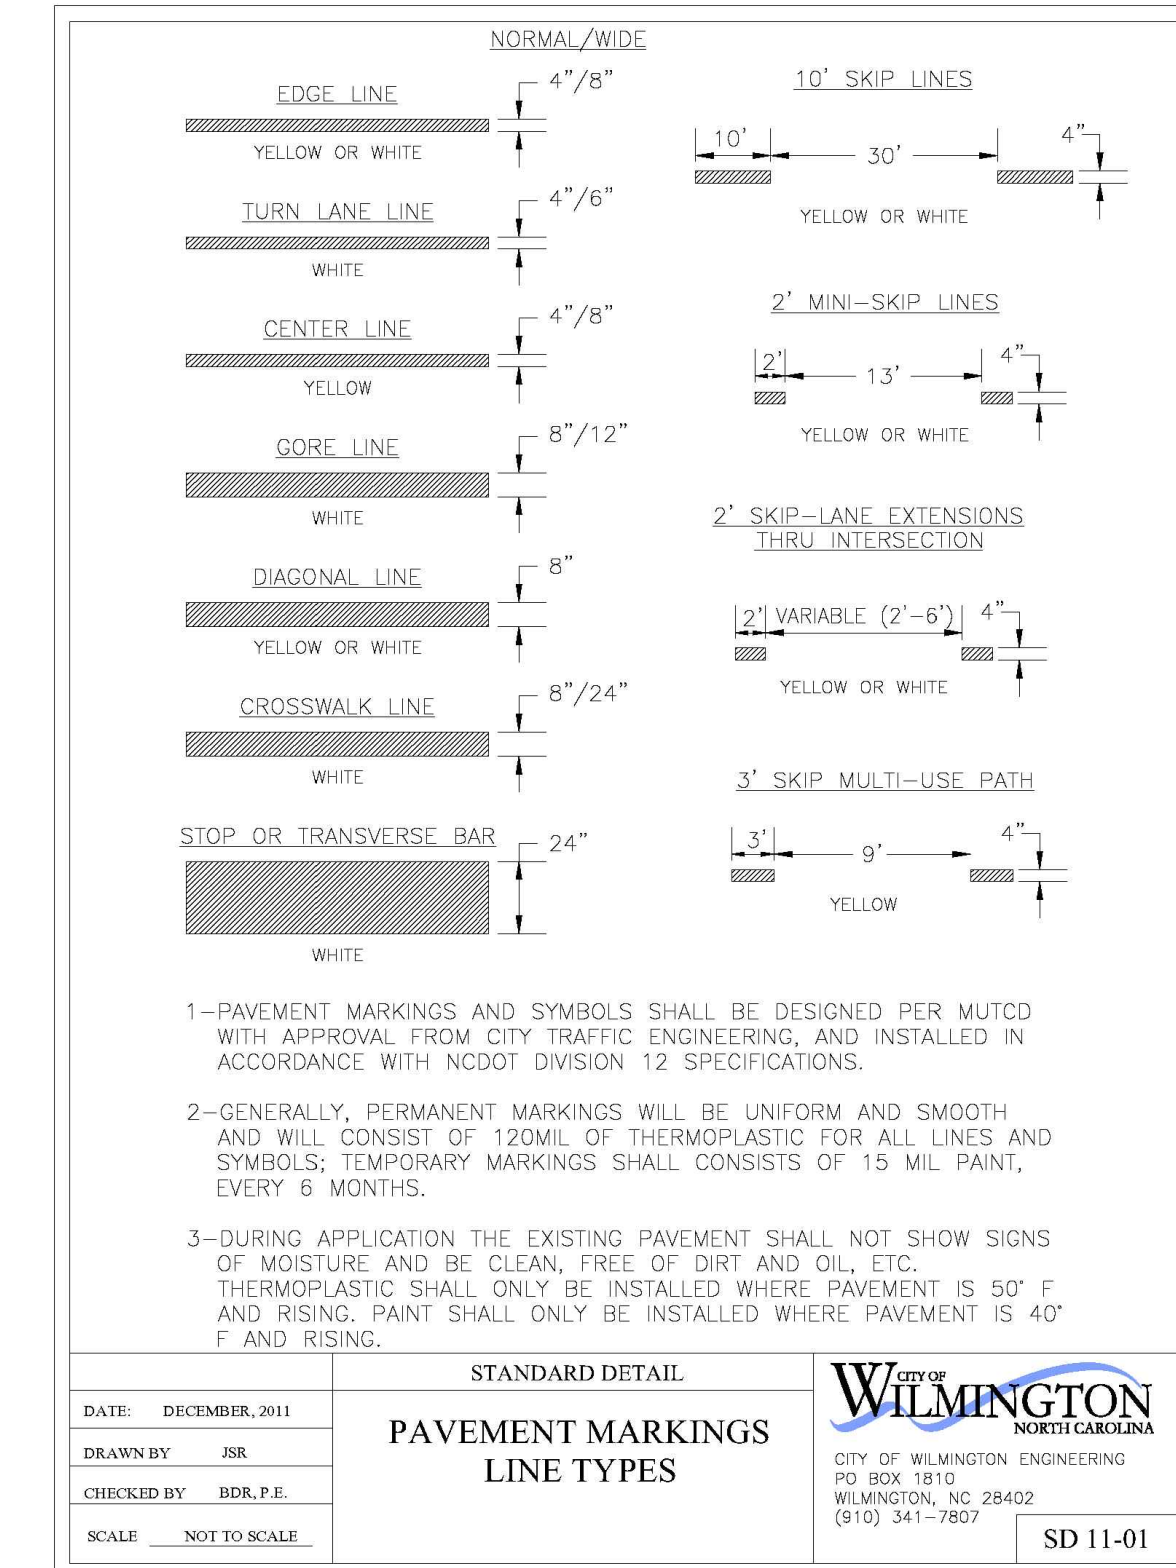 NORMAL/WIDE
EDGE LINE
4"/8"
YELLOW OR WHITE
TURN LANE LINE
4"/6"
WHITE
CENTER LINE
4"/8"
YELLOW
GORE LINE
8"/12"
WHITE
DIAGONAL LINE
8"
YELLOW OR WHITE
CROSSWALK LINE
8"/24"
WHITE
STOP OR TRANSVERSE BAR
24"
WHITE
10' SKIP LINES
10'
30'
4"
YELLOW OR WHITE
2' MINI-SKIP LINES
2'
13'
4"
YELLOW OR WHITE
2' SKIP-LANE EXTENSIONS
THRU INTERSECTION
2'
VARIABLE (2'-6')
4"
YELLOW OR WHITE
3' SKIP MULTI-USE PATH
3'
9'
4"
YELLOW
1-PAVEMENT MARKINGS AND SYMBOLS SHALL BE DESIGNED PER MUTCD
WITH APPROVAL FROM CITY TRAFFIC ENGINEERING, AND INSTALLED IN
ACCORDANCE WITH NCDOT DIVISION 12 SPECIFICATIONS.
2-GENERALLY, PERMANENT MARKINGS WILL BE UNIFORM AND SMOOTH
AND WILL CONSIST OF 120MIL OF THERMOPLASTIC FOR ALL LINES AND
SYMBOLS; TEMPORARY MARKINGS SHALL CONSISTS OF 15 MIL PAINT,
EVERY 6 MONTHS.
3-DURING APPLICATION THE EXISTING PAVEMENT SHALL NOT SHOW SIGNS
OF MOISTURE AND BE CLEAN, FREE OF DIRT AND OIL, ETC.
THERMOPLASTIC SHALL ONLY BE INSTALLED WHERE PAVEMENT IS 50° F
AND RISING. PAINT SHALL ONLY BE INSTALLED WHERE PAVEMENT IS 40°
F AND RISING.
DATE: DECEMBER, 2011
DRAWN BY JSR
CHECKED BY BDR, P.E.
SCALE NOT TO SCALE
STANDARD DETAIL
PAVEMENT MARKINGS
LINE TYPES
CITY OF
WILMINGTON
NORTH CAROLINA
CITY OF WILMINGTON ENGINEERING
PO BOX 1810
WILMINGTON, NC 28402
(910) 341-7807
SD 11-01